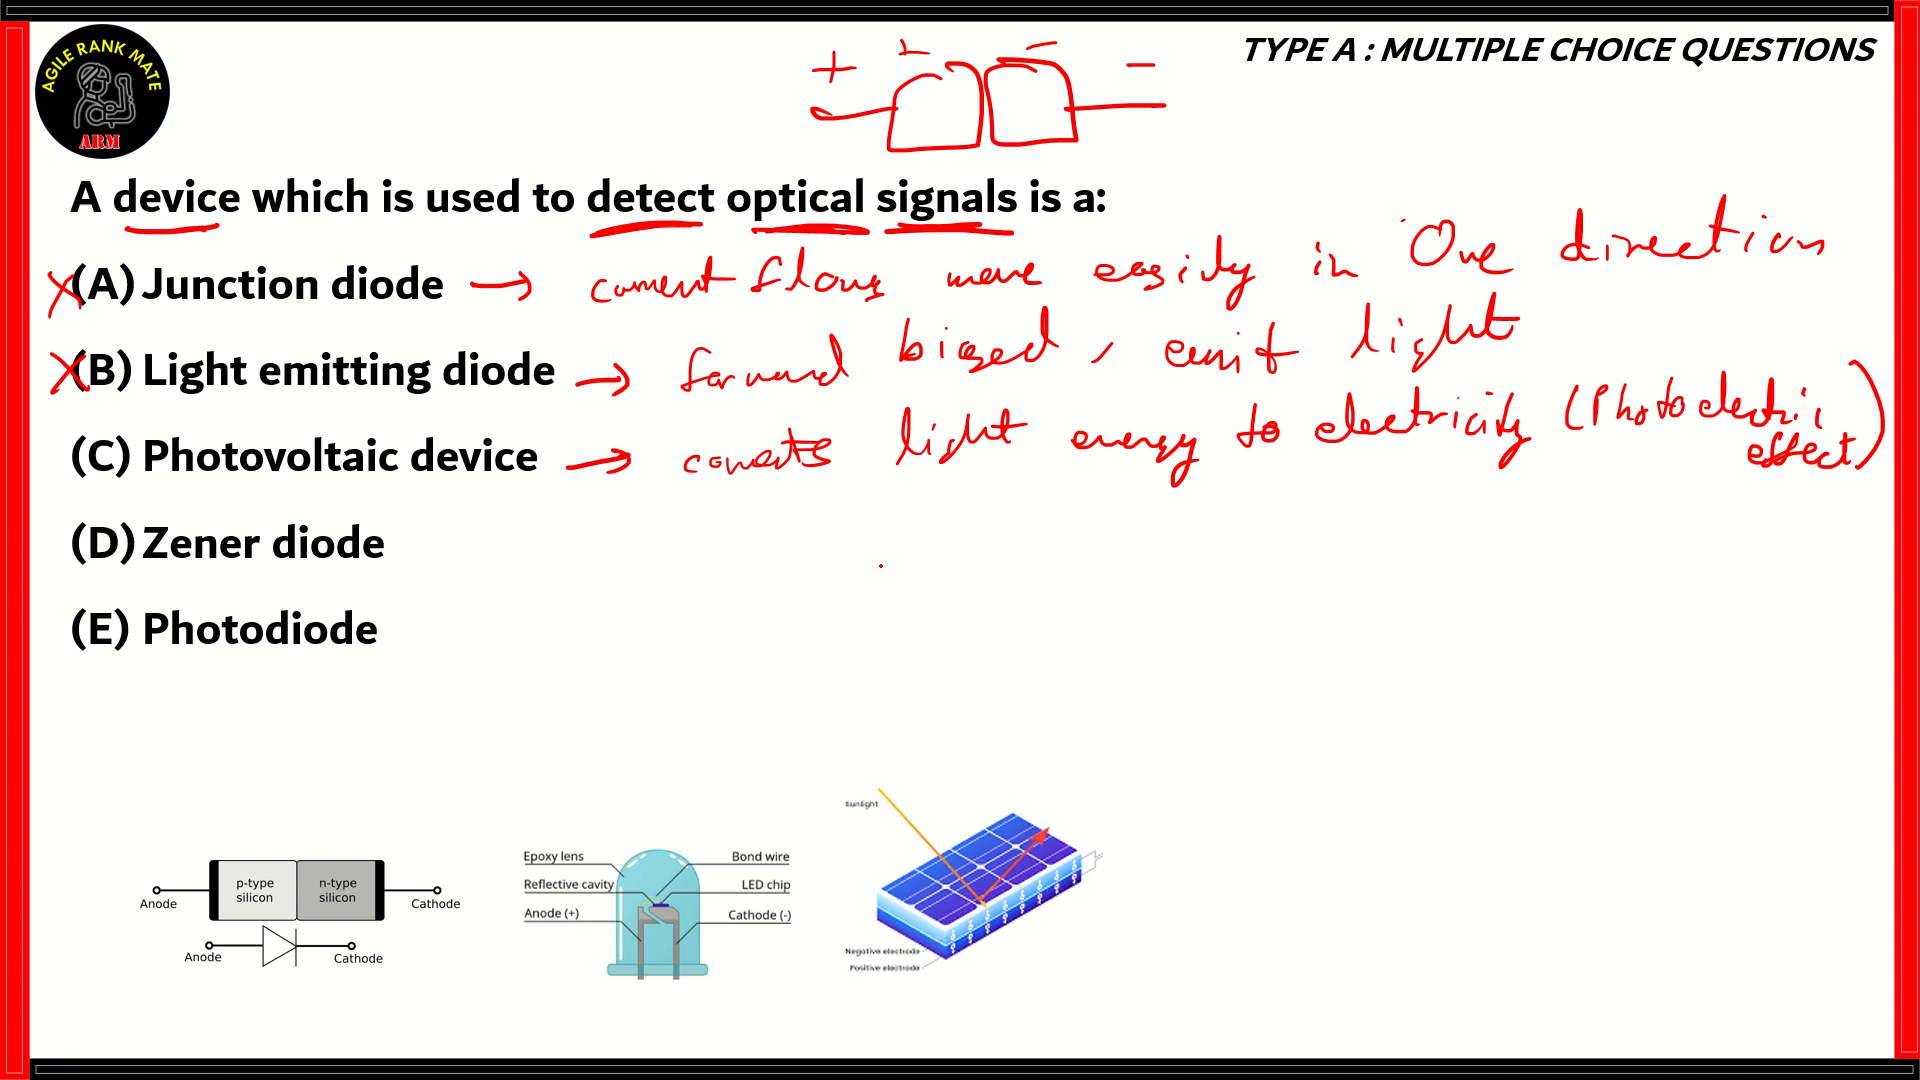 AGILE RANK MATE
ARM
TYPE A : MULTIPLE CHOICE QUESTIONS
+ -
A device which is used to detect optical signals is a:
(A) Junction diode → current flows more easily in One direction
(B) Light emitting diode → forward biased, emit light
(C) Photovoltaic device → converts light energy to electricity (Photoelectric effect)
(D) Zener diode
(E) Photodiode
p-type silicon
n-type silicon
Anode
Cathode
Anode
Cathode
Epoxy lens
Bond wire
Reflective cavity
LED chip
Anode (+)
Cathode (-)
Sunlight
Negative electrode
Positive electrode